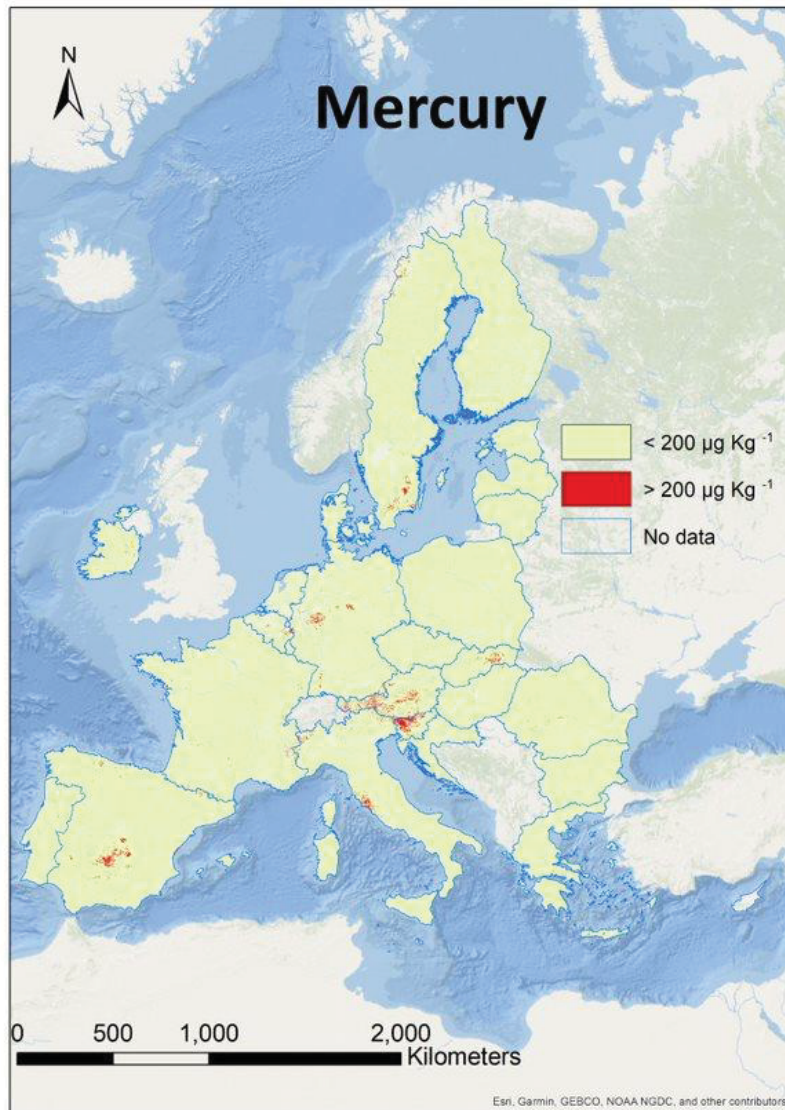 N
Mercury
< 200 µg Kg ⁻¹
> 200 µg Kg ⁻¹
No data
0 500 1,000 2,000
Kilometers
Esri, Garmin, GEBCO, NOAA NGDC, and other contributors